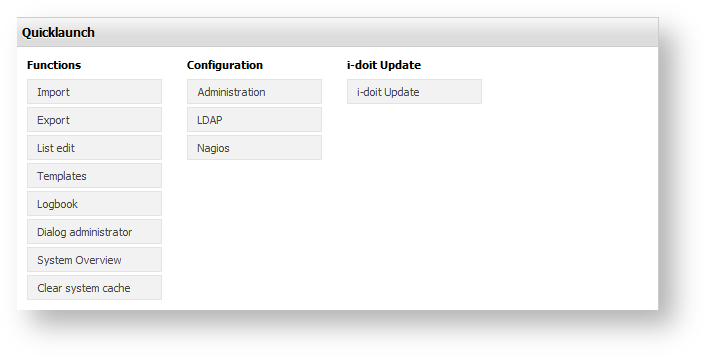 Quicklaunch
Functions
Import
Export
List edit
Templates
Logbook
Dialog administrator
System Overview
Clear system cache
Configuration
Administration
LDAP
Nagios
i-doit Update
i-doit Update